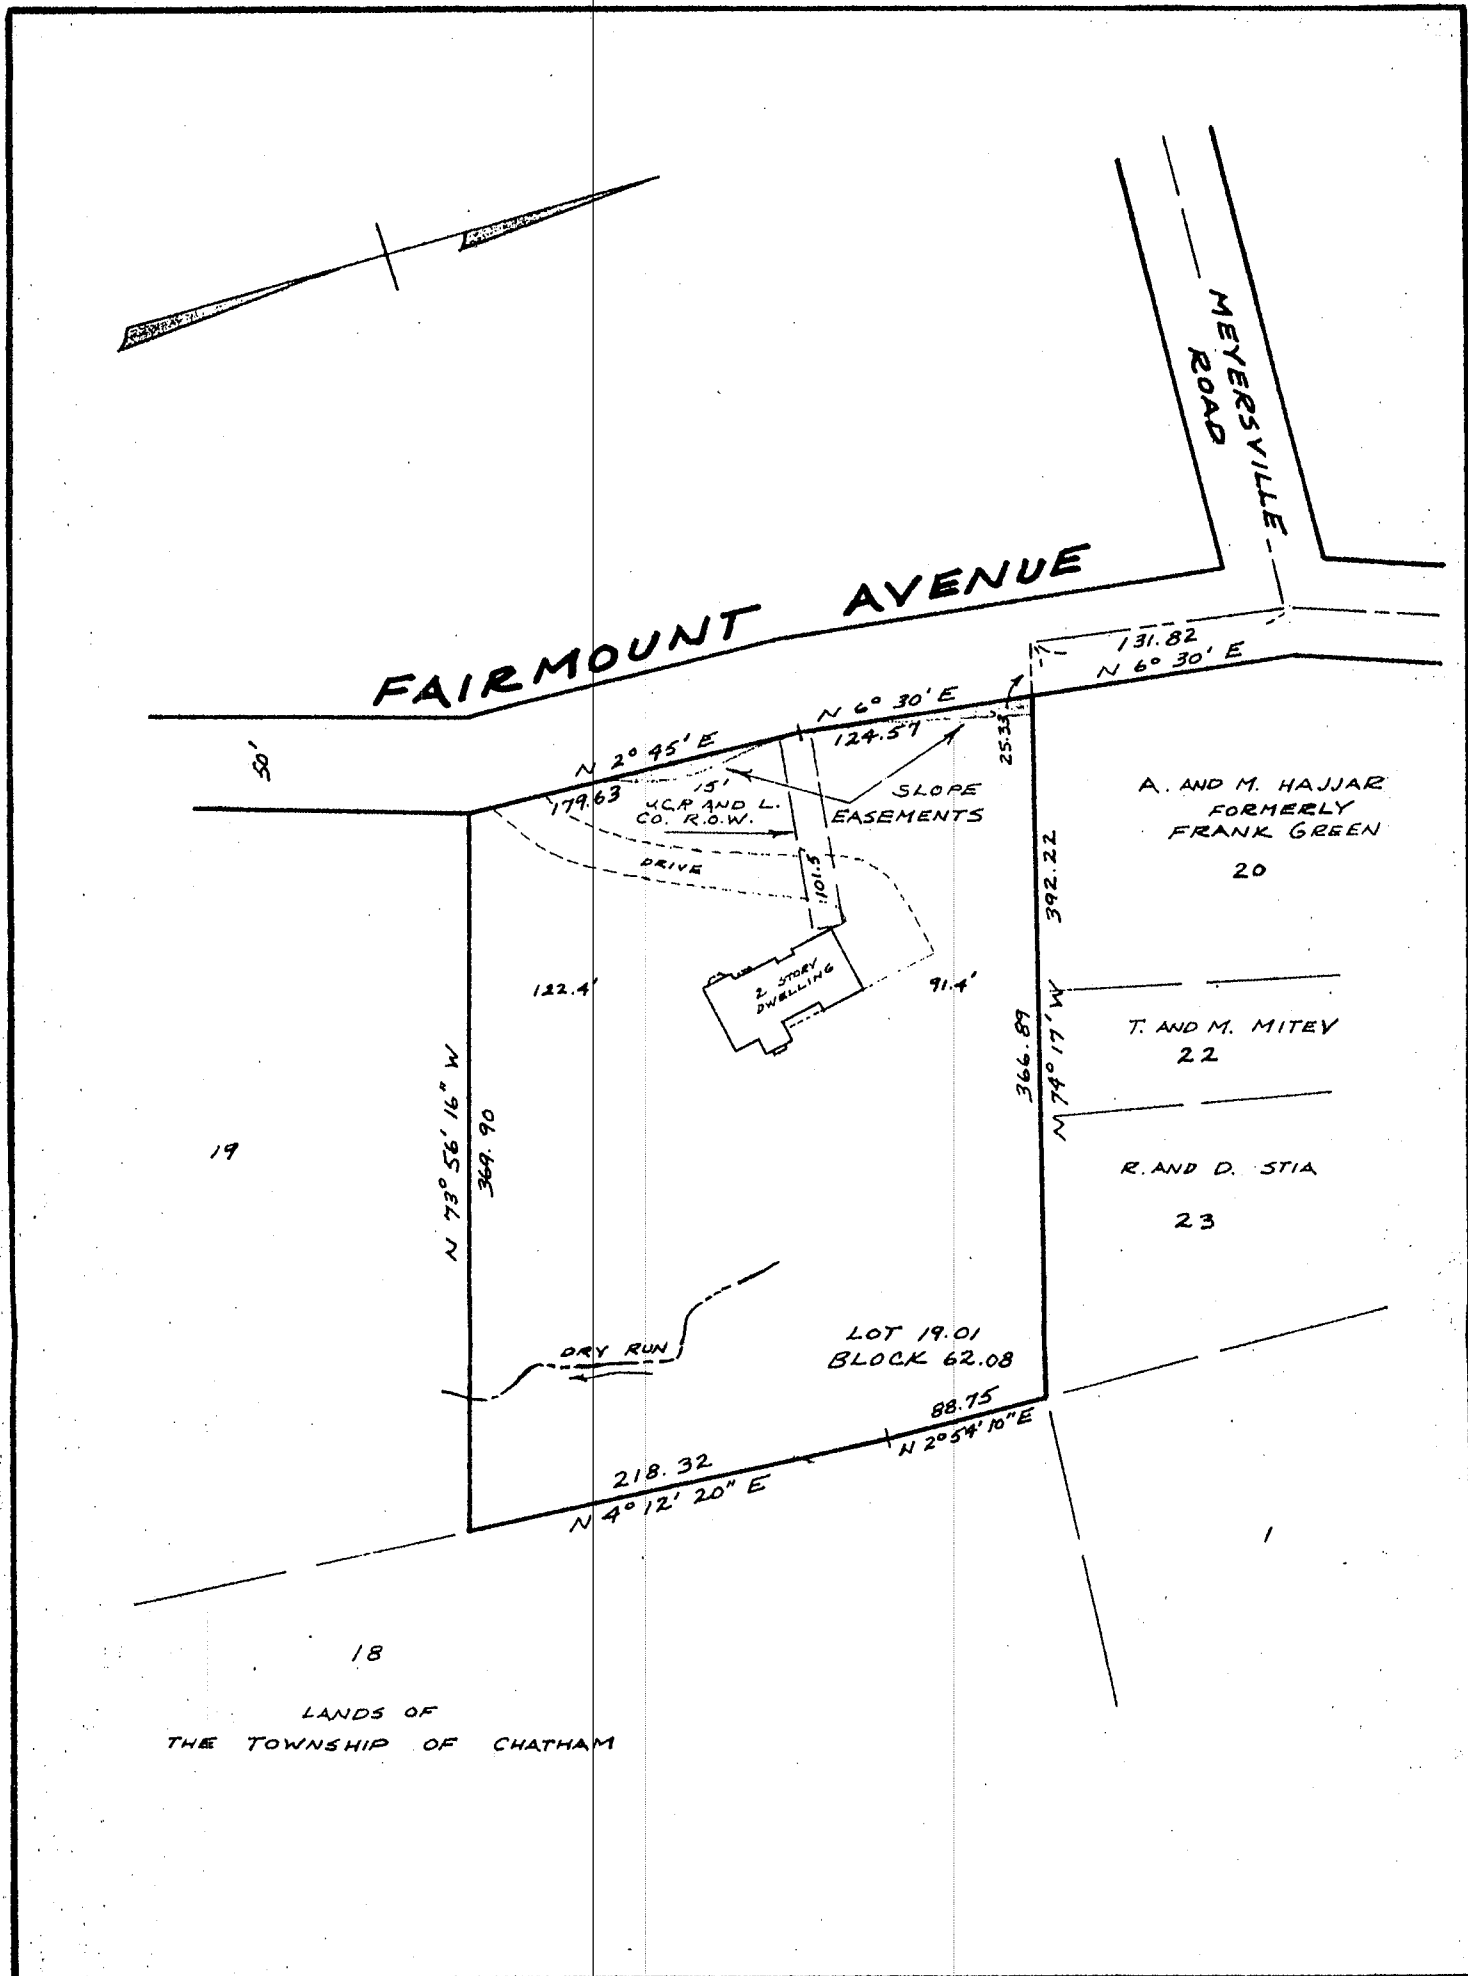 MEYERSVILLE
ROAD
FAIRMOUNT AVENUE
50'
131.82
N 6° 30' E
N 6° 30' E
124.57
25.33
N 2° 45' E
179.63
15'
AND L.
CO. R.O.W.
SLOPE
EASEMENTS
DRIVE
101.5
A. AND M. HAJJAR
FORMERLY
FRANK GREEN
20
392.22
2 STORY
DWELLING
122.4'
91.4'
T. AND M. MITEV
22
366.89
N 74° 17' W
N 73° 56' 16" W
369.90
19
R. AND D. STIA
23
DRY RUN
LOT 19.01
BLOCK 62.08
88.75
N 2° 54' 10" E
218.32
N 4° 12' 20" E
1
18
LANDS OF
THE TOWNSHIP OF CHATHAM